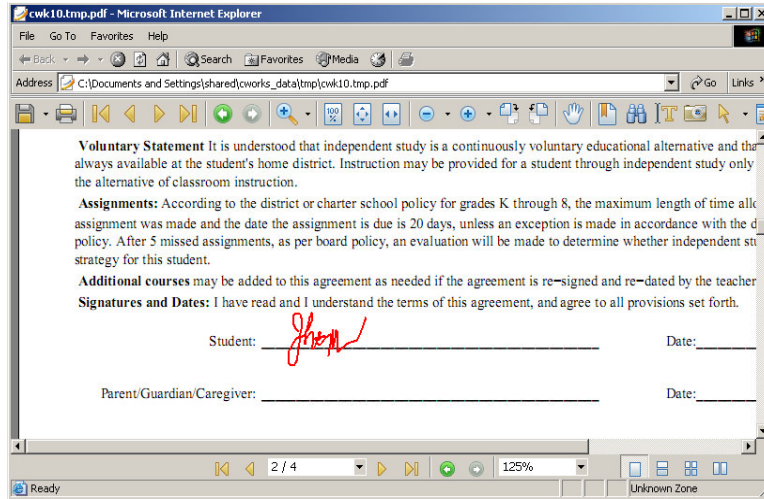 cwk10.tmp.pdf - Microsoft Internet Explorer
File Go To Favorites Help
Back Search Favorites Media
Address C:\Documents and Settings\shared\cworks_data\tmp\cwk10.tmp.pdf Go Links »
100%
Voluntary Statement It is understood that independent study is a continuously voluntary educational alternative and tha
always available at the student's home district. Instruction may be provided for a student through independent study only
the alternative of classroom instruction.
Assignments: According to the district or charter school policy for grades K through 8, the maximum length of time allo
assignment was made and the date the assignment is due is 20 days, unless an exception is made in accordance with the d
policy. After 5 missed assignments, as per board policy, an evaluation will be made to determine whether independent stu
strategy for this student.
Additional courses may be added to this agreement as needed if the agreement is re-signed and re-dated by the teacher
Signatures and Dates: I have read and I understand the terms of this agreement, and agree to all provisions set forth.
Student: Date:
Parent/Guardian/Caregiver: Date:
2 / 4 125%
Ready Unknown Zone